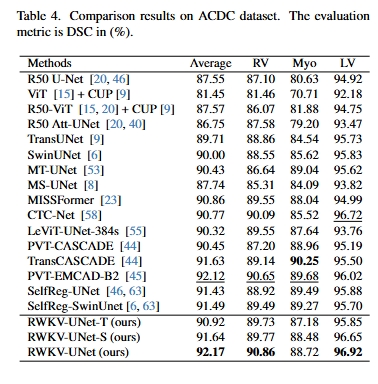 Table 4. Comparison results on ACDC dataset. The evaluation
metric is DSC in (%).
Methods Average RV Myo LV
R50 U-Net [20, 46] 87.55 87.10 80.63 94.92
ViT [15] + CUP [9] 81.45 81.46 70.71 92.18
R50-ViT [15, 20] + CUP [9] 87.57 86.07 81.88 94.75
R50 Att-UNet [20, 40] 86.75 87.58 79.20 93.47
TransUNet [9] 89.71 88.86 84.54 95.73
SwinUNet [6] 90.00 88.55 85.62 95.83
MT-UNet [53] 90.43 86.64 89.04 95.62
MS-UNet [8] 87.74 85.31 84.09 93.82
MISSFormer [23] 90.86 89.55 88.04 94.99
CTC-Net [58] 90.77 90.09 85.52 96.72
LeViT-UNet-384s [55] 90.32 89.55 87.64 93.76
PVT-CASCADE [44] 90.45 87.20 88.96 95.19
TransCASCADE [44] 91.63 89.14 90.25 95.50
PVT-EMCAD-B2 [45] 92.12 90.65 89.68 96.02
SelfReg-UNet [46, 63] 91.43 88.92 89.49 95.88
SelfReg-SwinUnet [6, 63] 91.49 89.49 89.27 95.70
RWKV-UNet-T (ours) 90.92 89.73 87.18 95.85
RWKV-UNet-S (ours) 91.64 89.77 88.48 96.65
RWKV-UNet (ours) 92.17 90.86 88.72 96.92